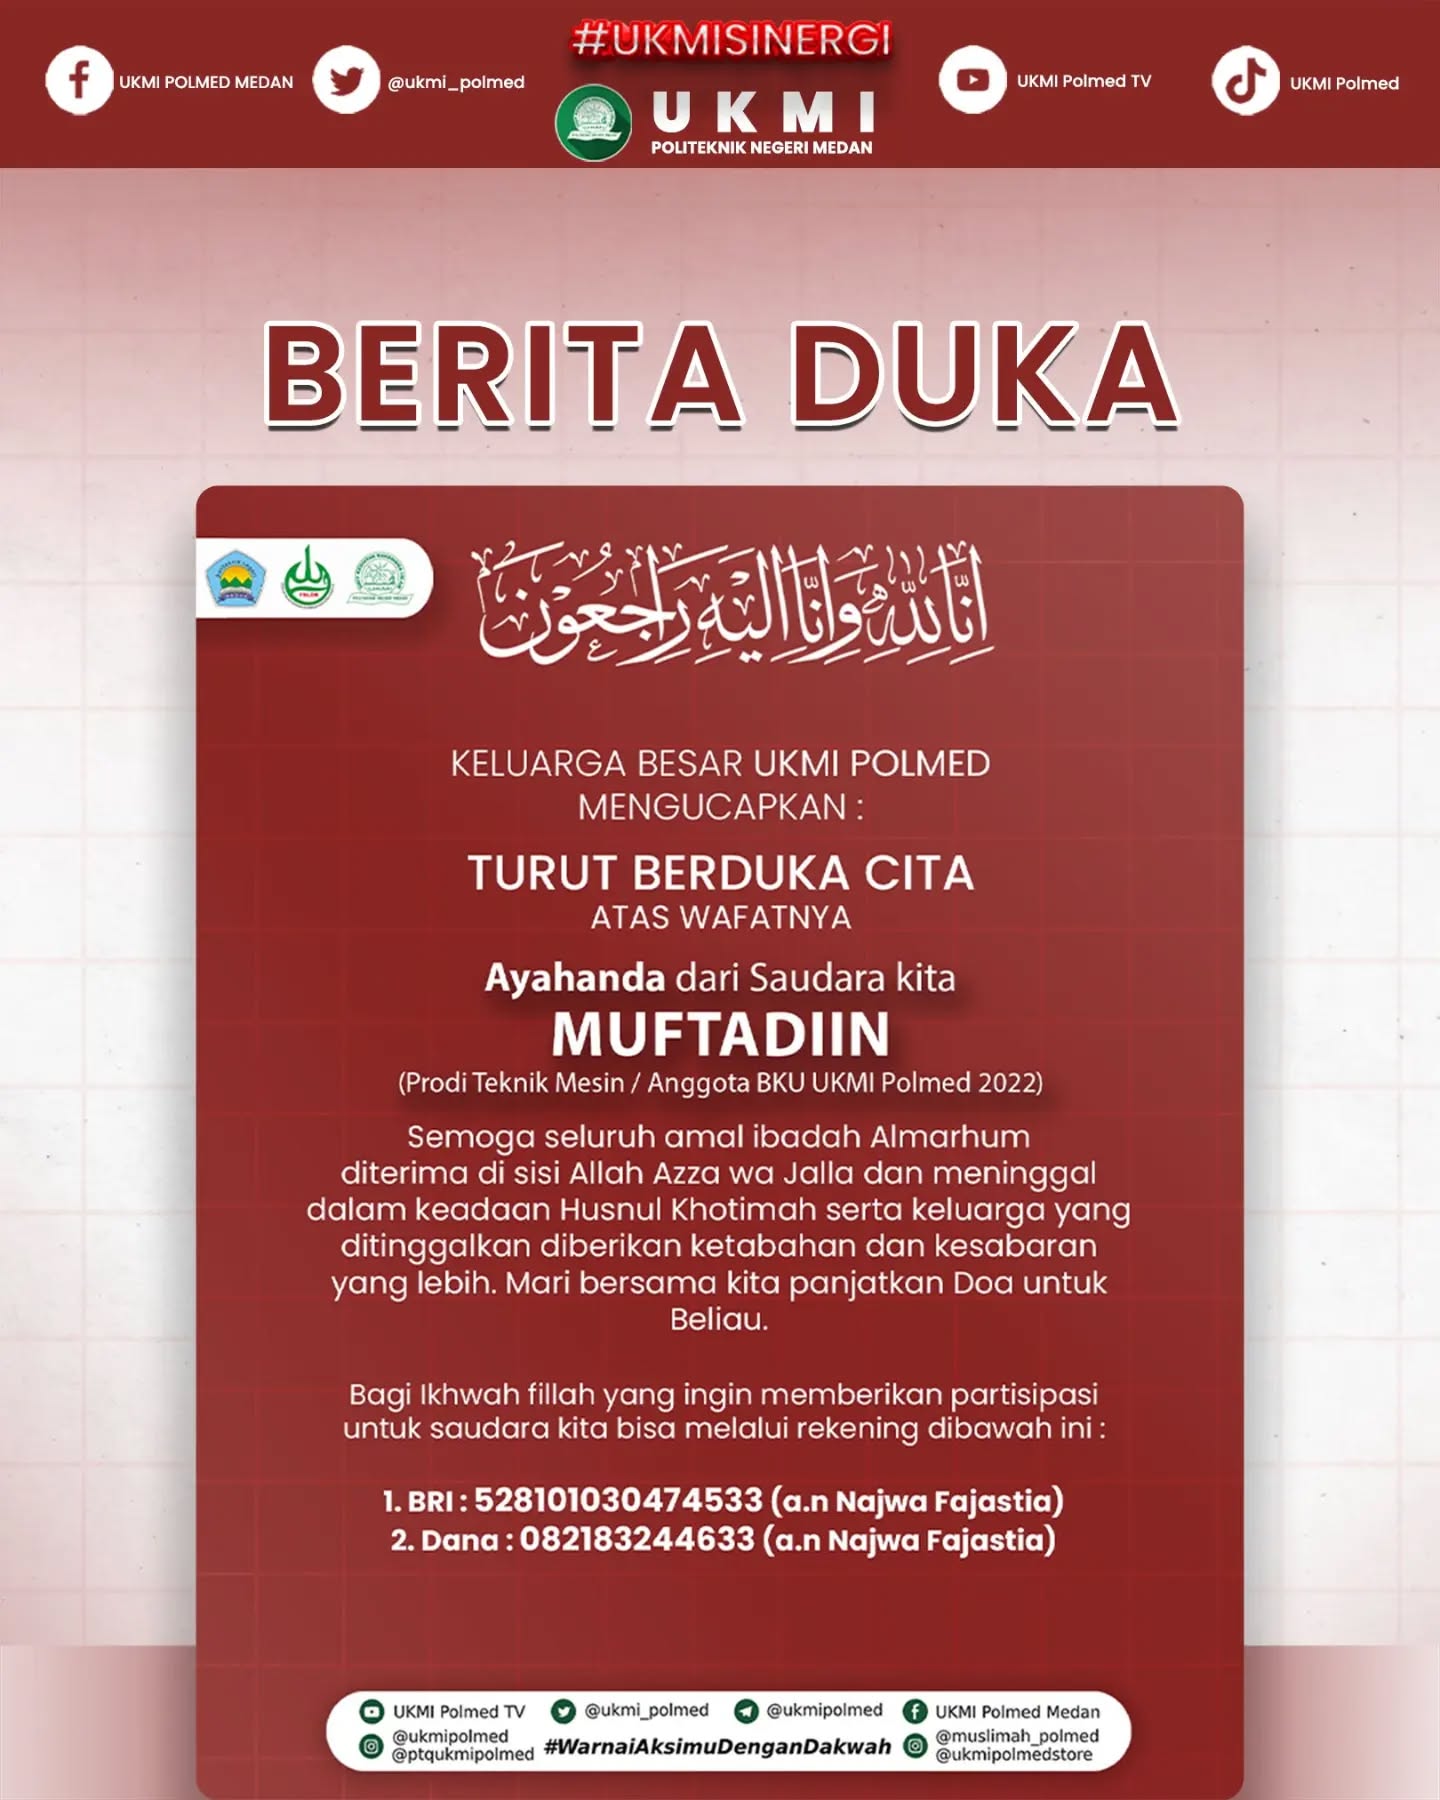 #UKMISINERGI
UKMI POLMED MEDAN
@ukmi_polmed
UKMI
POLITEKNIK NEGERI MEDAN
UKMI Polmed TV
UKMI Polmed
BERITA DUKA
إنا لله وإنا إليه راجعون
KELUARGA BESAR UKMI POLMED
MENGUCAPKAN :
TURUT BERDUKA CITA
ATAS WAFATNYA
Ayahanda dari Saudara kita
MUFTADIIN
(Prodi Teknik Mesin / Anggota BKU UKMI Polmed 2022)
Semoga seluruh amal ibadah Almarhum
diterima di sisi Allah Azza wa Jalla dan meninggal
dalam keadaan Husnul Khotimah serta keluarga yang
ditinggalkan diberikan ketabahan dan kesabaran
yang lebih. Mari bersama kita panjatkan Doa untuk
Beliau.
Bagi Ikhwah fillah yang ingin memberikan partisipasi
untuk saudara kita bisa melalui rekening dibawah ini :
1. BRI : 528101030474533 (a.n Najwa Fajastia)
2. Dana : 082183244633 (a.n Najwa Fajastia)
UKMI Polmed TV
@ukmi_polmed
@ukmipolmed
UKMI Polmed Medan
@ukmipolmed
@ptqukmipolmed
#WarnaiAksimuDenganDakwah
@muslimah_polmed
@ukmipolmedstore